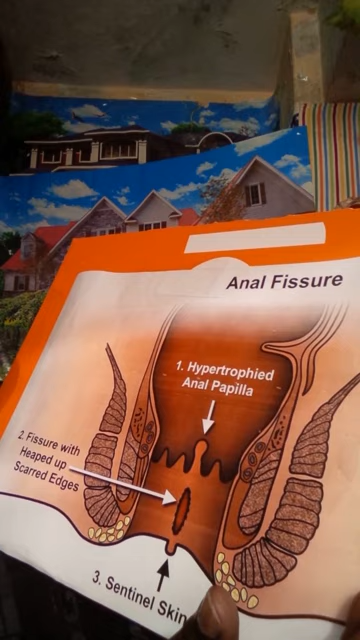 Anal Fissure
1. Hypertrophied
Anal Papilla
2. Fissure with
Heaped up
Scarred Edges
3. Sentinel Skin